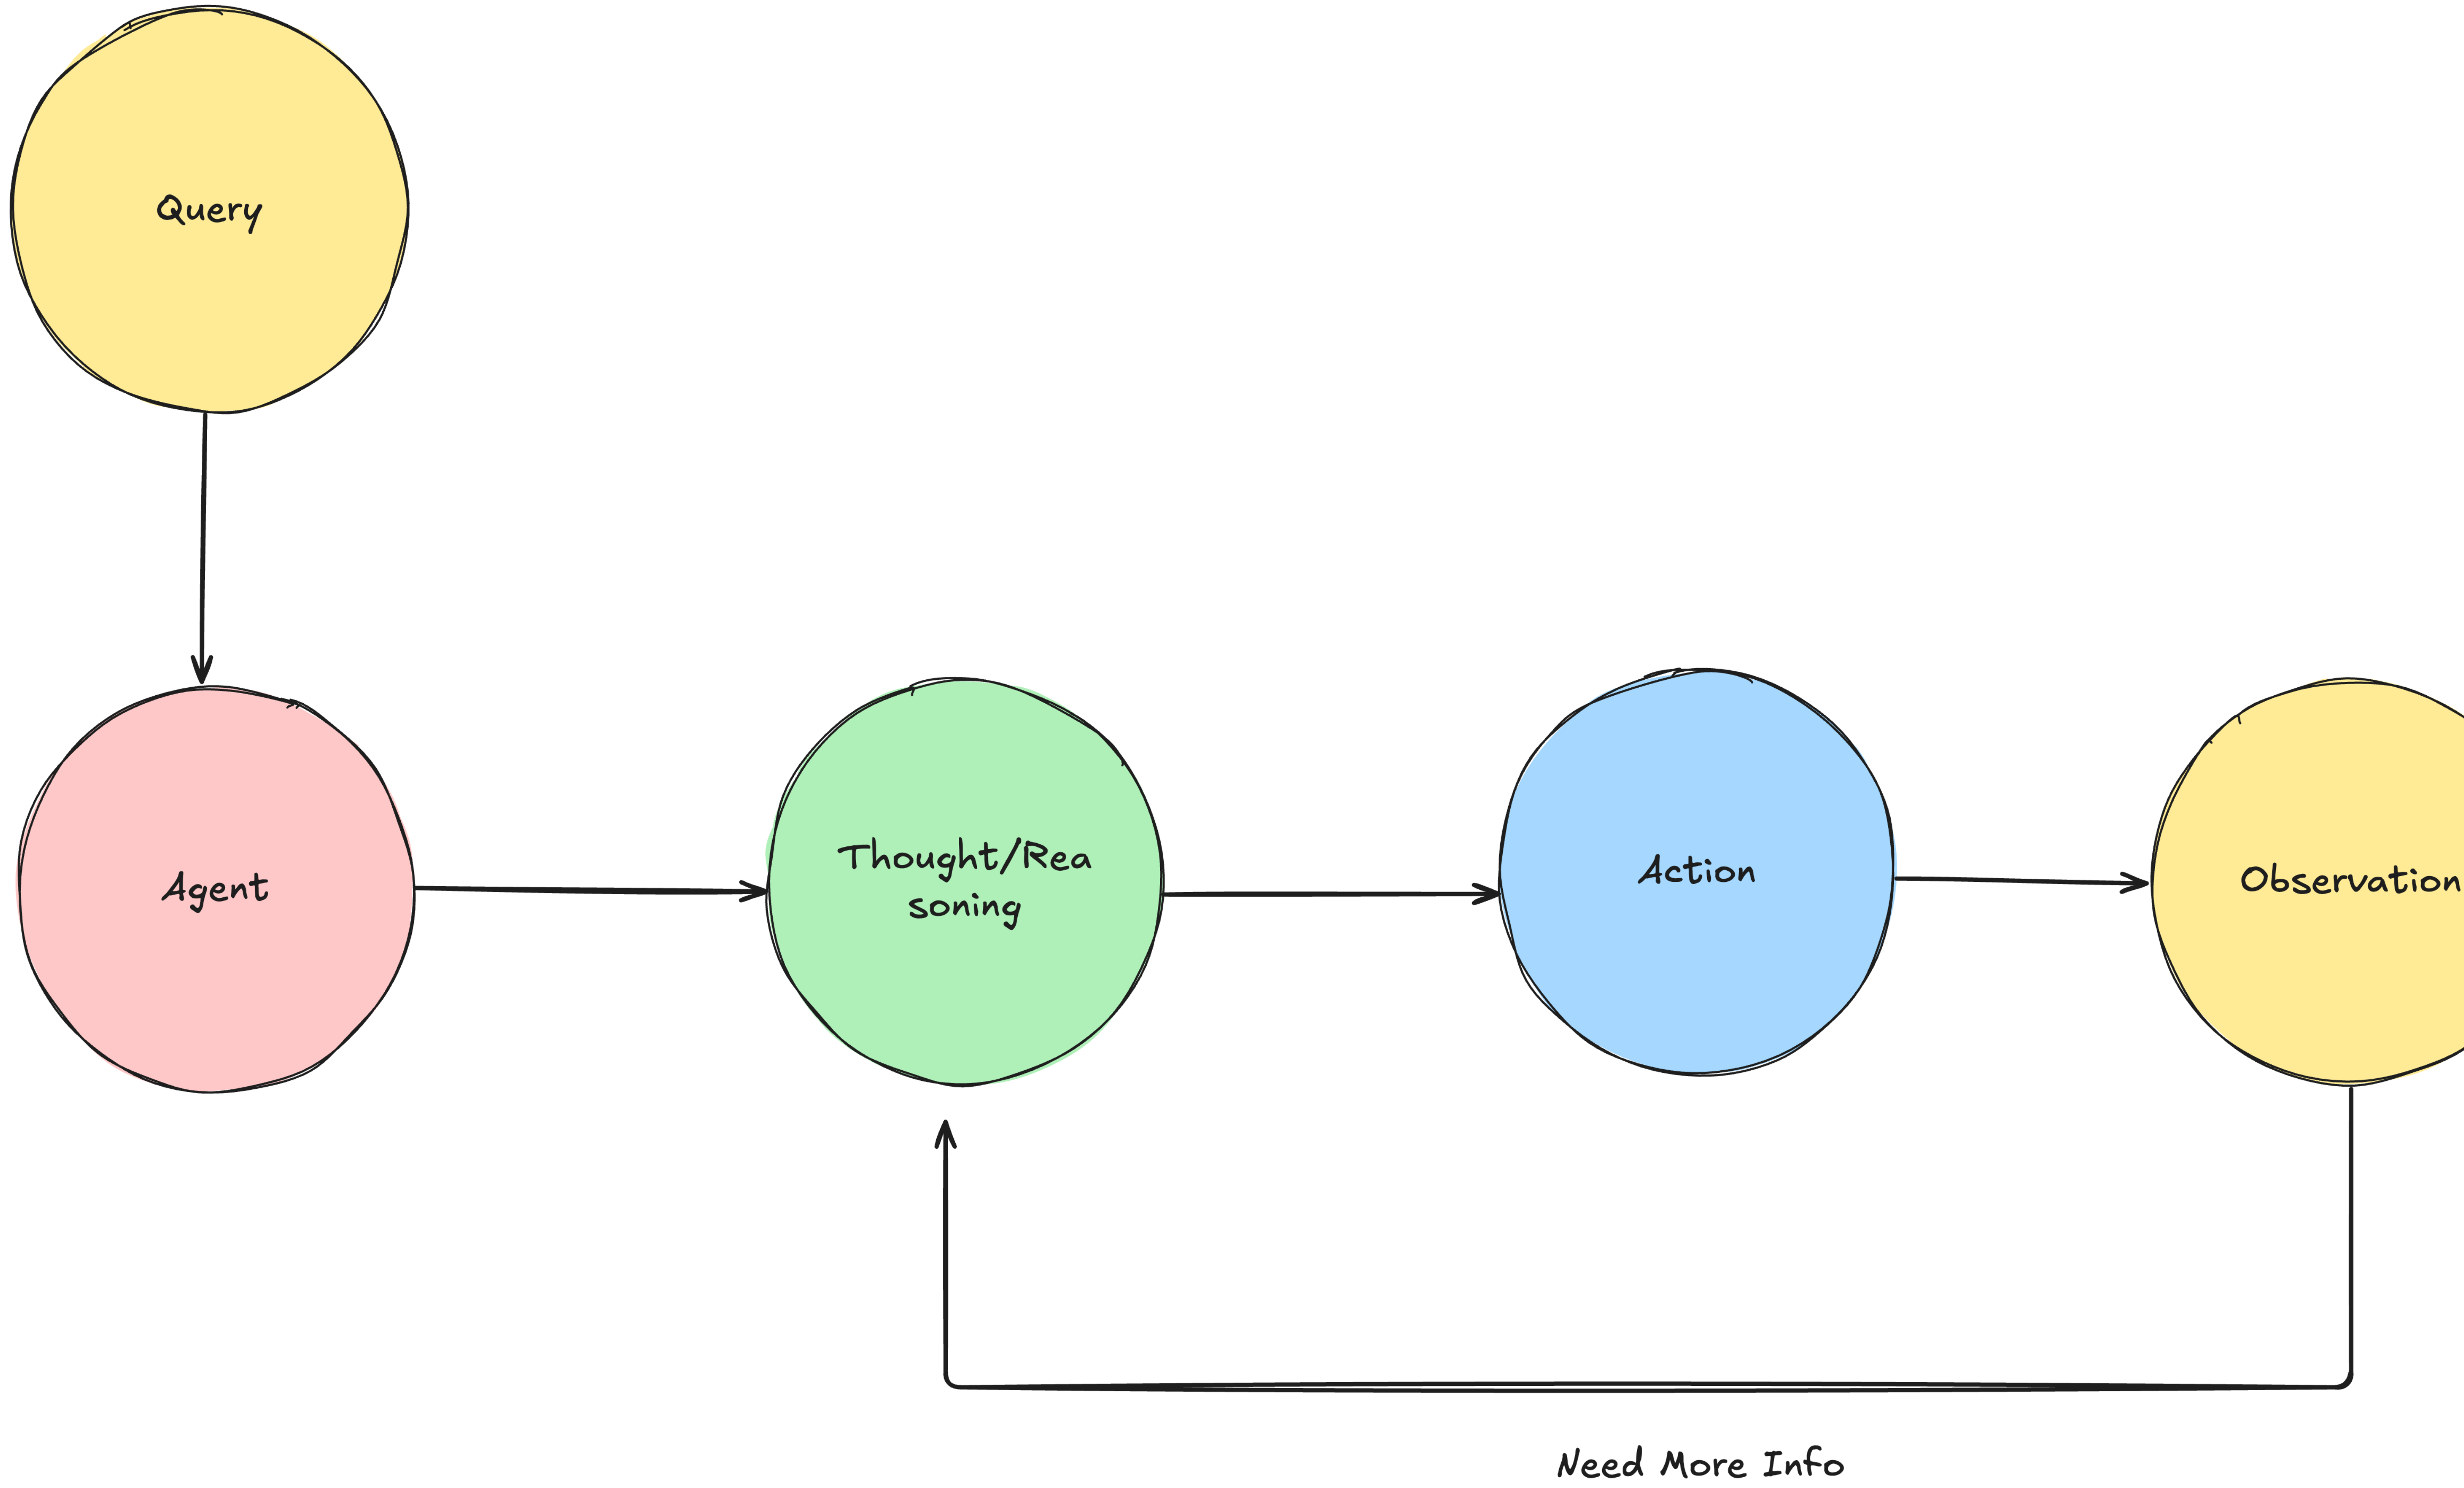 Query
Agent
Thought/Rea
soning
Action
Observation
Need More Info